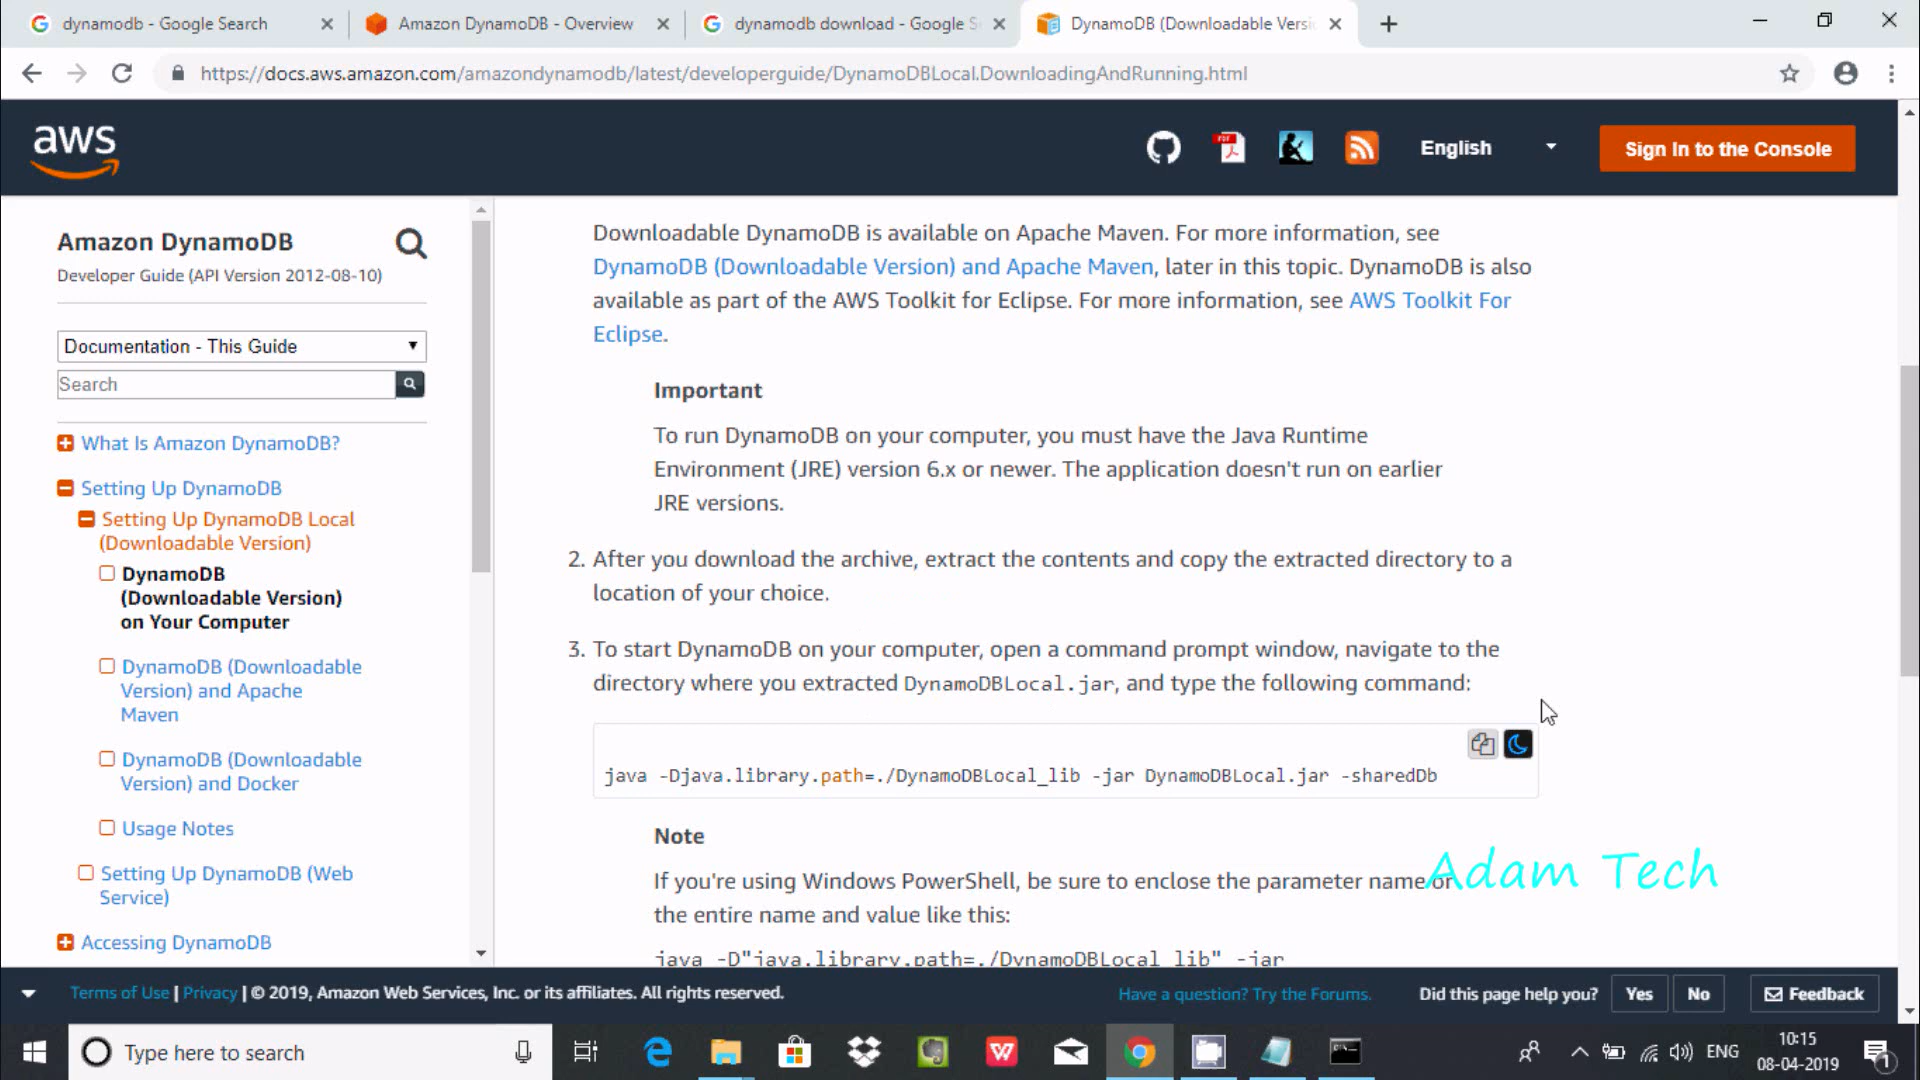 dynamodb - Google Search
Amazon DynamoDB - Overview
dynamodb download - Google S
DynamoDB (Downloadable Versi
https://docs.aws.amazon.com/amazondynamodb/latest/developerguide/DynamoDBLocal.DownloadingAndRunning.html
aws
PDF
English
Sign In to the Console
Amazon DynamoDB
Developer Guide (API Version 2012-08-10)
Documentation - This Guide
Search
What Is Amazon DynamoDB?
Setting Up DynamoDB
Setting Up DynamoDB Local
(Downloadable Version)
DynamoDB
(Downloadable Version)
on Your Computer
DynamoDB (Downloadable
Version) and Apache
Maven
DynamoDB (Downloadable
Version) and Docker
Usage Notes
Setting Up DynamoDB (Web
Service)
Accessing DynamoDB
Downloadable DynamoDB is available on Apache Maven. For more information, see
DynamoDB (Downloadable Version) and Apache Maven, later in this topic. DynamoDB is also
available as part of the AWS Toolkit for Eclipse. For more information, see AWS Toolkit For
Eclipse.
Important
To run DynamoDB on your computer, you must have the Java Runtime
Environment (JRE) version 6.x or newer. The application doesn't run on earlier
JRE versions.
2. After you download the archive, extract the contents and copy the extracted directory to a
location of your choice.
3. To start DynamoDB on your computer, open a command prompt window, navigate to the
directory where you extracted DynamoDBLocal.jar, and type the following command:
java -Djava.library.path=./DynamoDBLocal_lib -jar DynamoDBLocal.jar -sharedDb
Note
If you're using Windows PowerShell, be sure to enclose the parameter name or
the entire name and value like this:
java -D"java.library.path=./DynamoDBLocal_lib" -jar
Adam Tech
Terms of Use | Privacy | © 2019, Amazon Web Services, Inc. or its affiliates. All rights reserved.
Have a question? Try the Forums.
Did this page help you?
Yes
No
Feedback
Type here to search
ENG
10:15
08-04-2019
1